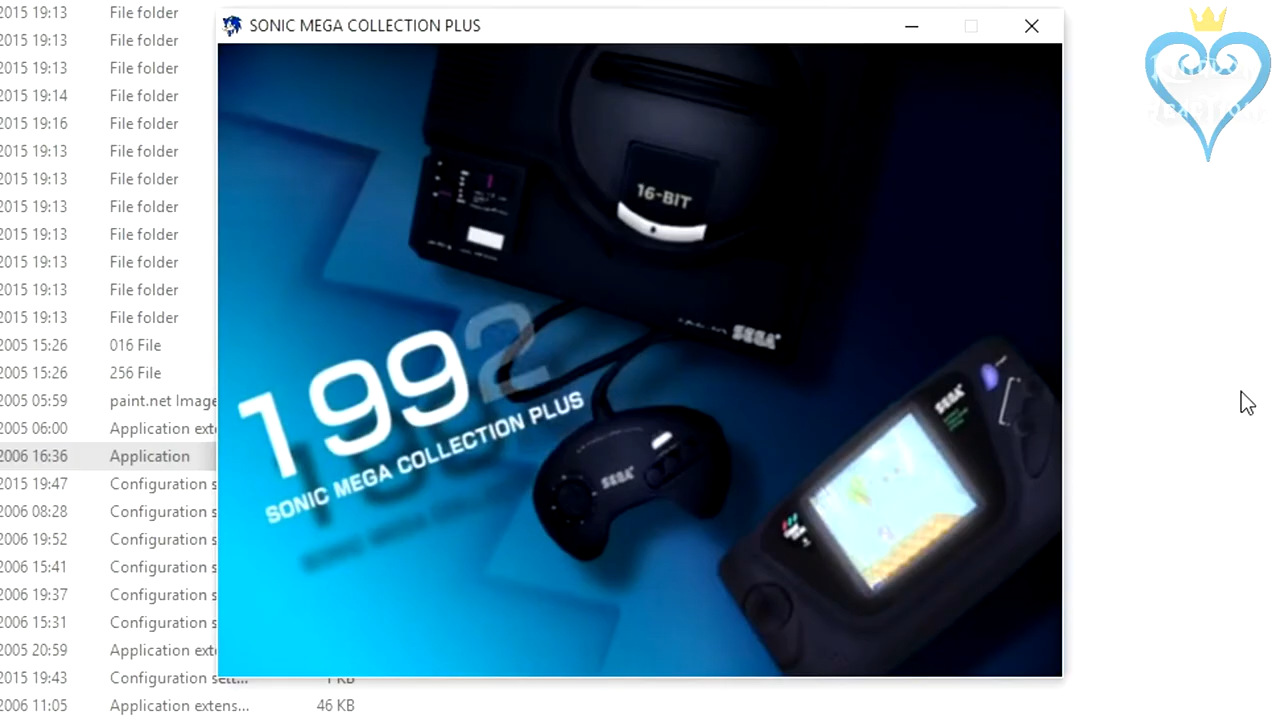 2015 19:13 File folder
2015 19:13 File folder
2015 19:13 File folder
2015 19:14 File folder
2015 19:16 File folder
2015 19:13 File folder
2015 19:13 File folder
2015 19:13 File folder
2015 19:13 File folder
2015 19:13 File folder
2015 19:13 File folder
2015 19:13 File folder
2005 15:26 016 File
2005 15:26 256 File
2005 05:59 paint.net Image
2005 06:00 Application ext
2006 16:36 Application
2015 19:47 Configuration s
2006 08:28 Configuration s
2006 19:52 Configuration s
2006 15:41 Configuration s
2006 19:37 Configuration s
2006 15:31 Configuration s
2005 20:59 Application ext
2015 19:43 Configuration sett... 1 KB
2006 11:05 Application extens... 46 KB
SONIC MEGA COLLECTION PLUS
16-BIT
SEGA
1992
SONIC MEGA COLLECTION PLUS
SEGA
SEGA